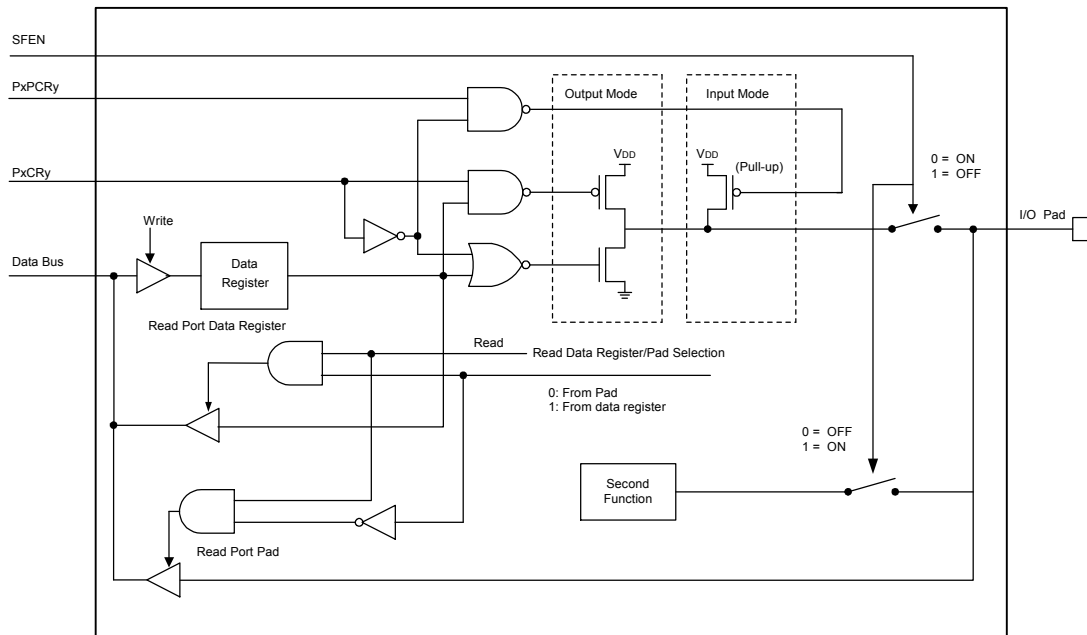 SFEN
PxPCRy
Output Mode
Input Mode
VDD
VDD
(Pull-up)
0 = ON
1 = OFF
PxCRy
I/O Pad
Write
Data Bus
Data
Register
Read Port Data Register
Read
Read Data Register/Pad Selection
0: From Pad
1: From data register
0 = OFF
1 = ON
Second
Function
Read Port Pad